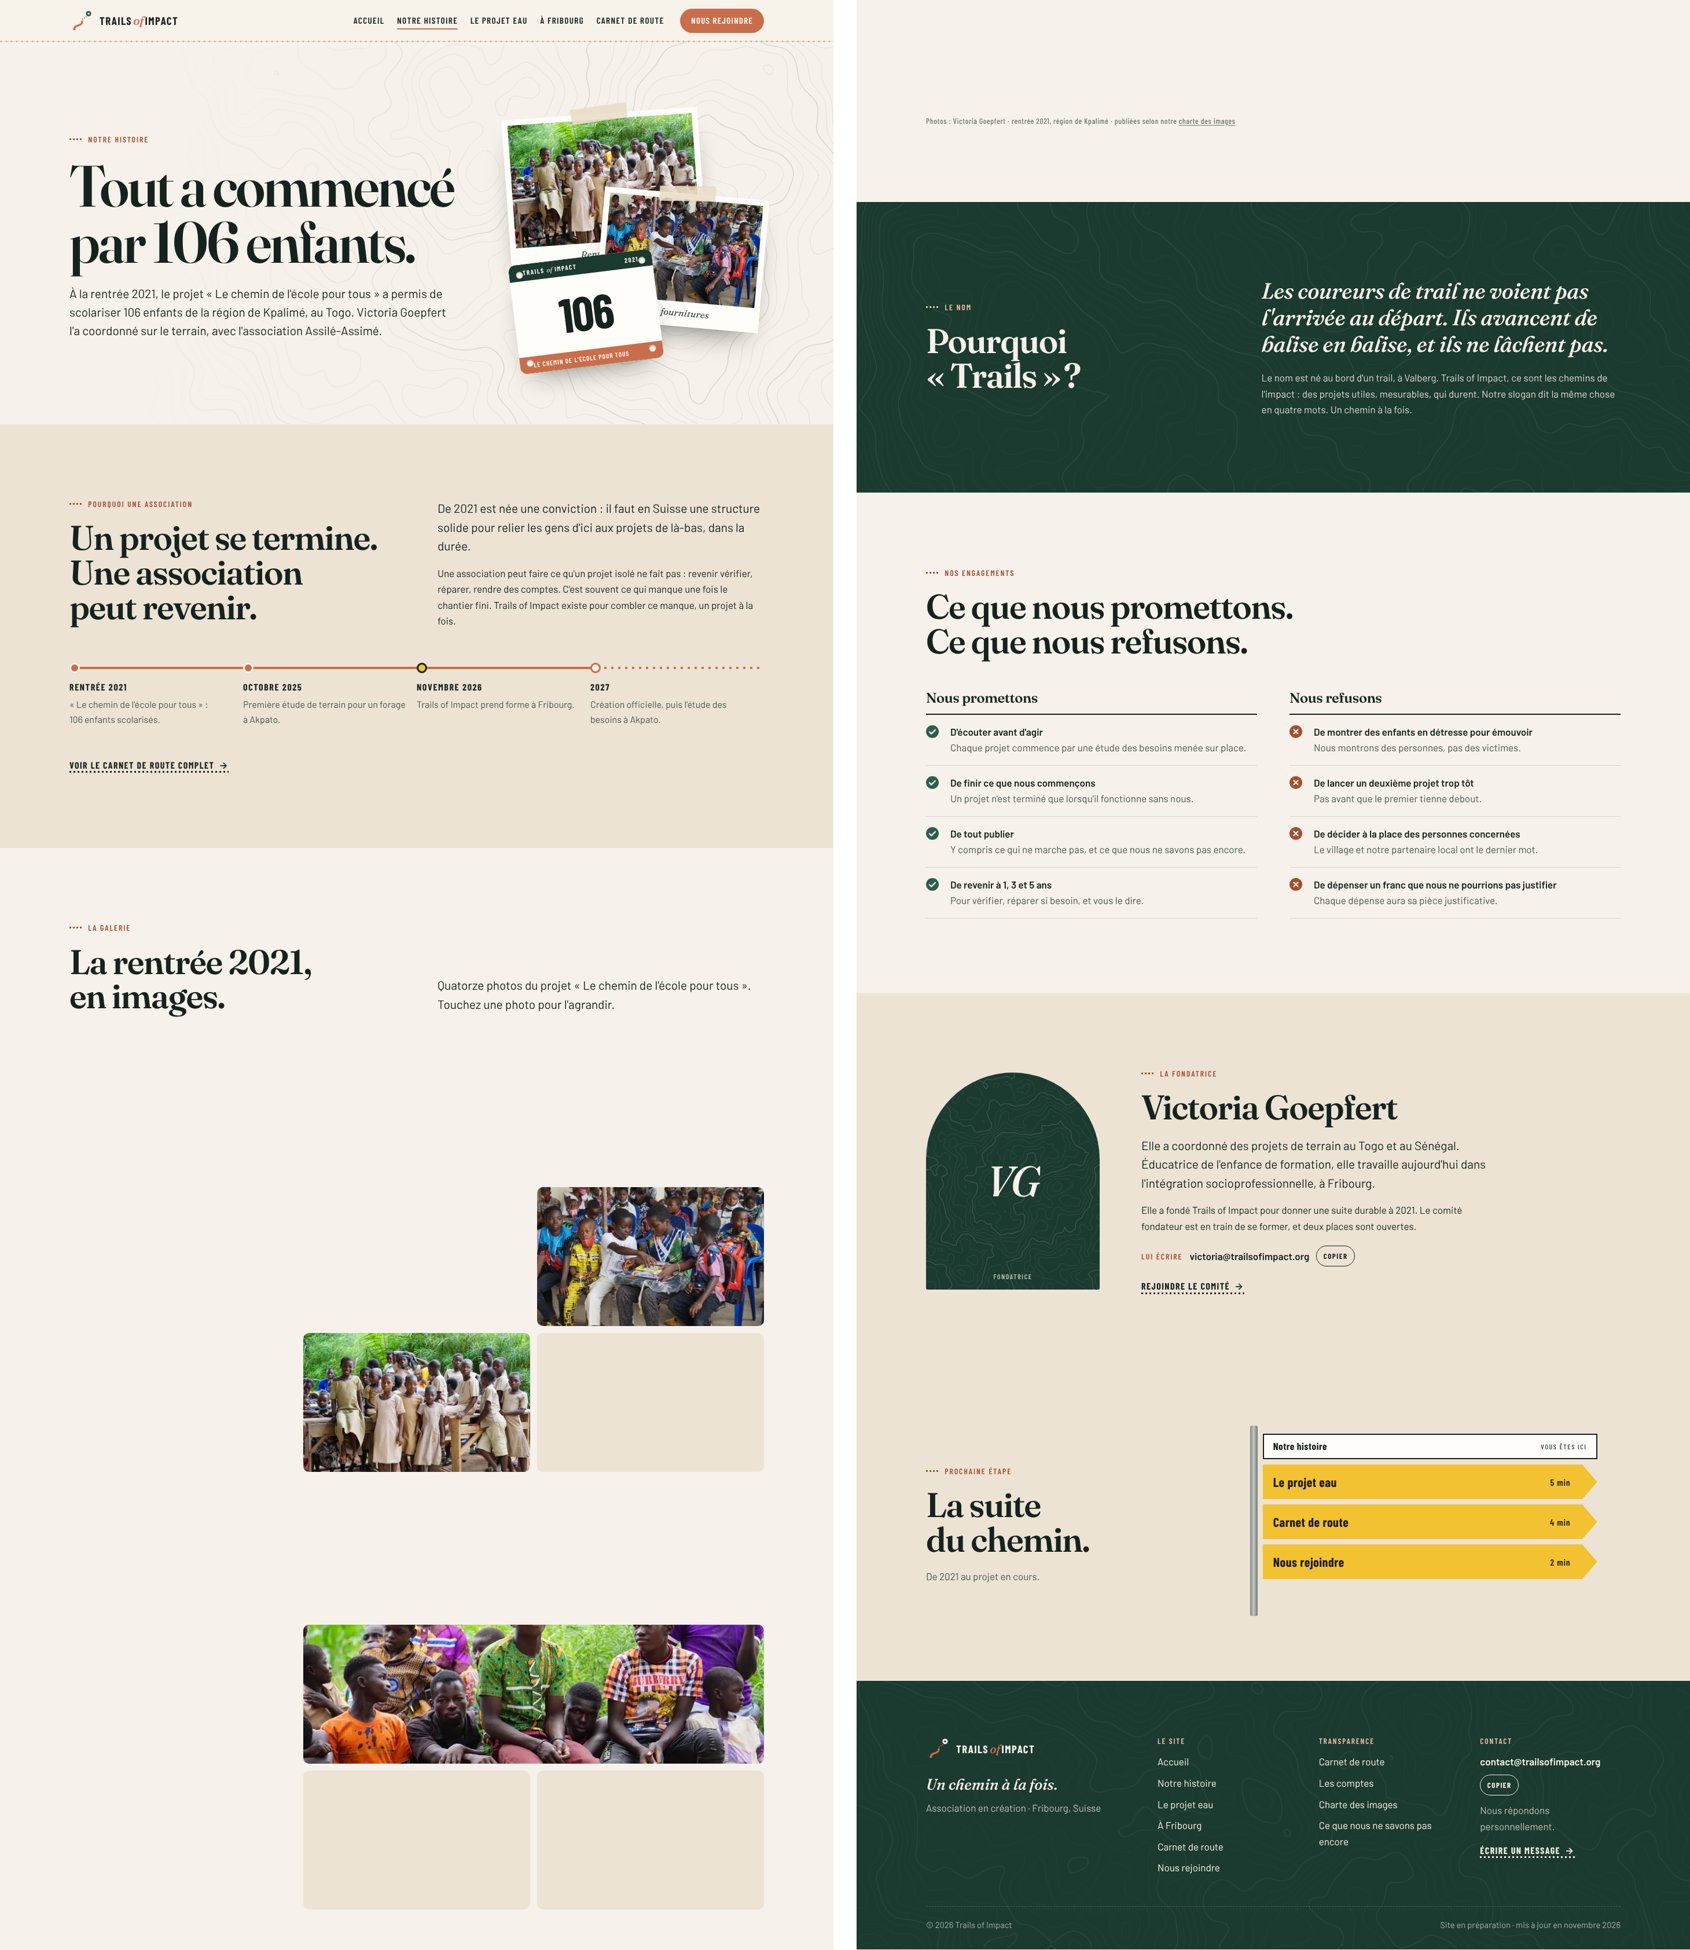 TRAILS of IMPACT
ACCUEIL NOTRE HISTOIRE LE PROJET EAU À FRIBOURG CARNET DE ROUTE NOUS REJOINDRE
NOTRE HISTOIRE
Tout a commencé
par 106 enfants.
À la rentrée 2021, le projet « Le chemin de l'école pour tous » a permis de
scolariser 106 enfants de la région de Kpalimé, au Togo. Victoria Goepfert
l'a coordonné sur le terrain, avec l'association Assilé-Assimé.
TRAILS of IMPACT 2021
106
LE CHEMIN DE L'ÉCOLE POUR TOUS
fournitures
POURQUOI UNE ASSOCIATION
Un projet se termine.
Une association
peut revenir.
De 2021 est née une conviction : il faut en Suisse une structure
solide pour relier les gens d'ici aux projets de là-bas, dans la
durée.
Une association peut faire ce qu'un projet isolé ne fait pas : revenir vérifier,
réparer, rendre des comptes. C'est souvent ce qui manque une fois le
chantier fini. Trails of Impact existe pour combler ce manque, un projet à la
fois.
RENTRÉE 2021
« Le chemin de l'école pour tous » :
106 enfants scolarisés.
OCTOBRE 2025
Première étude de terrain pour un forage
à Akpato.
NOVEMBRE 2026
Trails of Impact prend forme à Fribourg.
2027
Création officielle, puis l'étude des
besoins à Akpato.
VOIR LE CARNET DE ROUTE COMPLET →
LA GALERIE
La rentrée 2021,
en images.
Quatorze photos du projet « Le chemin de l'école pour tous ».
Touchez une photo pour l'agrandir.
BURBERRY
Photos : Victoria Goepfert · rentrée 2021, région de Kpalimé · publiées selon notre charte des images
LE NOM
Pourquoi
« Trails » ?
Les coureurs de trail ne voient pas
l'arrivée au départ. Ils avancent de
balise en balise, et ils ne lâchent pas.
Le nom est né au bord d'un trail, à Valberg. Trails of Impact, ce sont les chemins de
l'impact : des projets utiles, mesurables, qui durent. Notre slogan dit la même chose
en quatre mots. Un chemin à la fois.
NOS ENGAGEMENTS
Ce que nous promettons.
Ce que nous refusons.
Nous promettons
D'écouter avant d'agir
Chaque projet commence par une étude des besoins menée sur place.
De finir ce que nous commençons
Un projet n'est terminé que lorsqu'il fonctionne sans nous.
De tout publier
Y compris ce qui ne marche pas, et ce que nous ne savons pas encore.
De revenir à 1, 3 et 5 ans
Pour vérifier, réparer si besoin, et vous le dire.
Nous refusons
De montrer des enfants en détresse pour émouvoir
Nous montrons des personnes, pas des victimes.
De lancer un deuxième projet trop tôt
Pas avant que le premier tienne debout.
De décider à la place des personnes concernées
Le village et notre partenaire local ont le dernier mot.
De dépenser un franc que nous ne pourrions pas justifier
Chaque dépense aura sa pièce justificative.
VG
FONDATRICE
LA FONDATRICE
Victoria Goepfert
Elle a coordonné des projets de terrain au Togo et au Sénégal.
Éducatrice de l'enfance de formation, elle travaille aujourd'hui dans
l'intégration socioprofessionnelle, à Fribourg.
Elle a fondé Trails of Impact pour donner une suite durable à 2021. Le comité
fondateur est en train de se former, et deux places sont ouvertes.
LUI ÉCRIRE victoria@trailsofimpact.org COPIER
REJOINDRE LE COMITÉ →
PROCHAINE ÉTAPE
La suite
du chemin.
De 2021 au projet en cours.
Notre histoire VOUS ÊTES ICI
Le projet eau 5 min
Carnet de route 4 min
Nous rejoindre 2 min
TRAILS of IMPACT
Un chemin à la fois.
Association en création · Fribourg, Suisse
LE SITE
Accueil
Notre histoire
Le projet eau
À Fribourg
Carnet de route
Nous rejoindre
TRANSPARENCE
Carnet de route
Les comptes
Charte des images
Ce que nous ne savons pas
encore
CONTACT
contact@trailsofimpact.org
COPIER
Nous répondons
personnellement.
ÉCRIRE UN MESSAGE →
© 2026 Trails of Impact
Site en préparation · mis à jour en novembre 2026